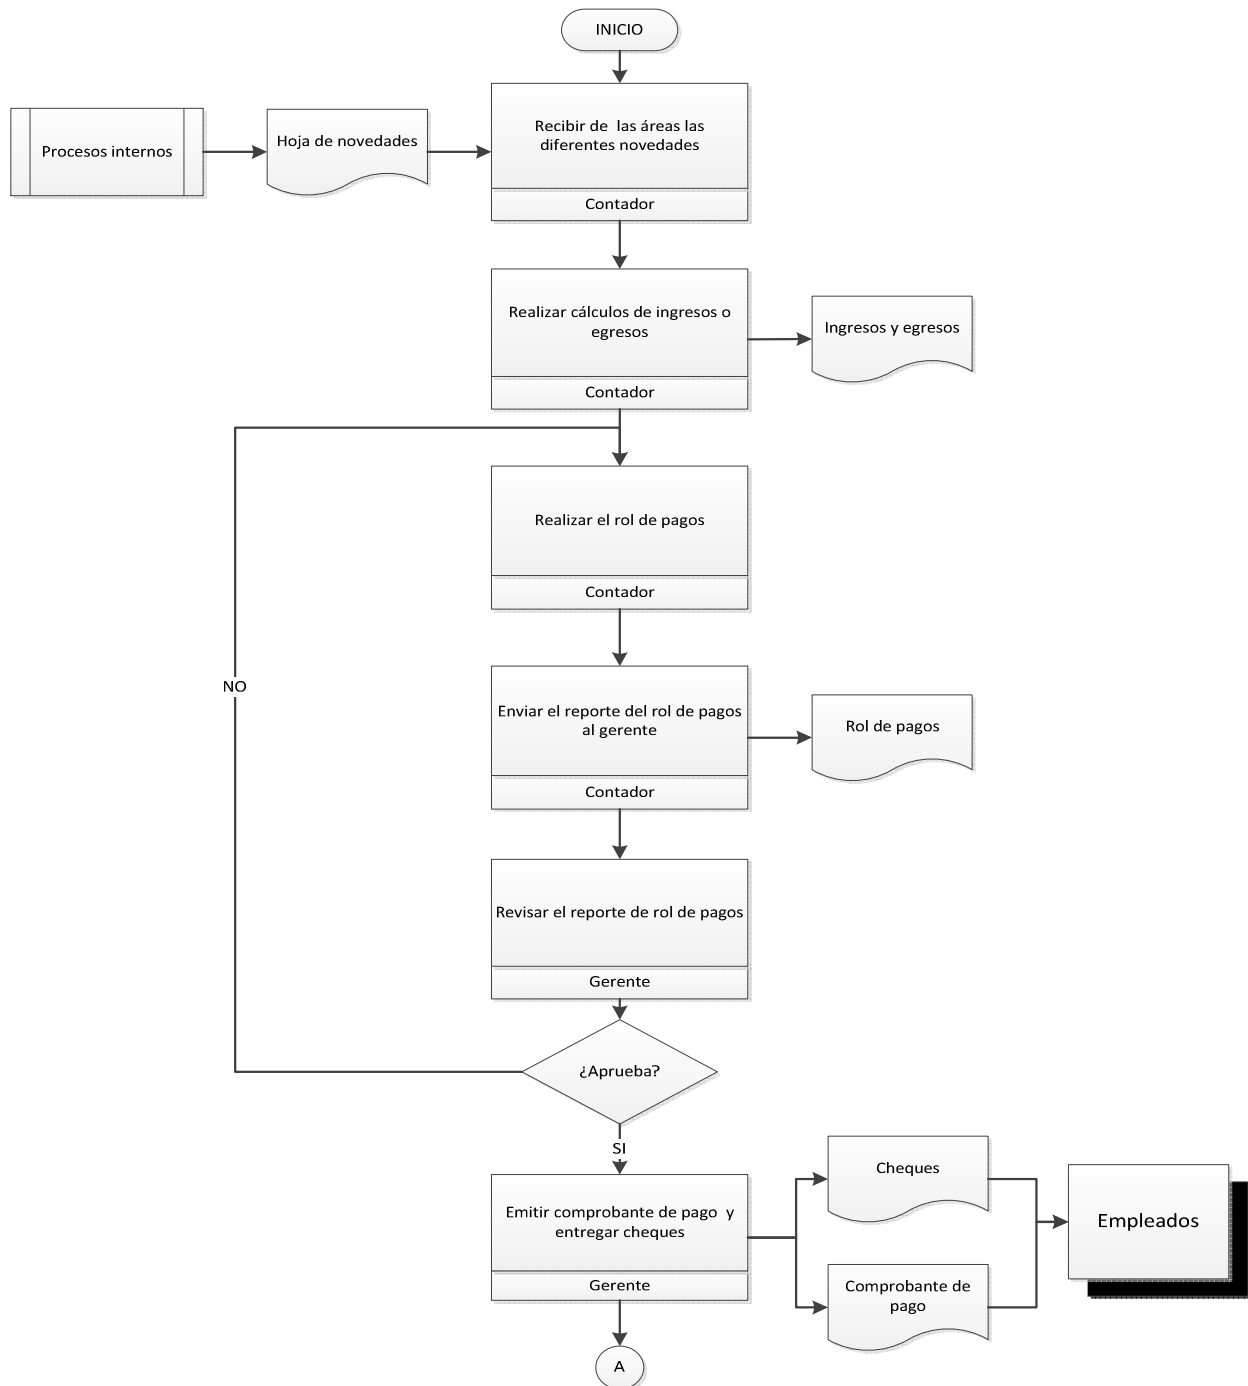 INICIO
Procesos internos
Hoja de novedades
Recibir de las áreas las
diferentes novedades
Contador
Realizar cálculos de ingresos o
egresos
Contador
Ingresos y egresos
Realizar el rol de pagos
Contador
NO
Enviar el reporte del rol de pagos
al gerente
Contador
Rol de pagos
Revisar el reporte de rol de pagos
Gerente
¿Aprueba?
SI
Emitir comprobante de pago y
entregar cheques
Gerente
Cheques
Comprobante de
pago
Empleados
A